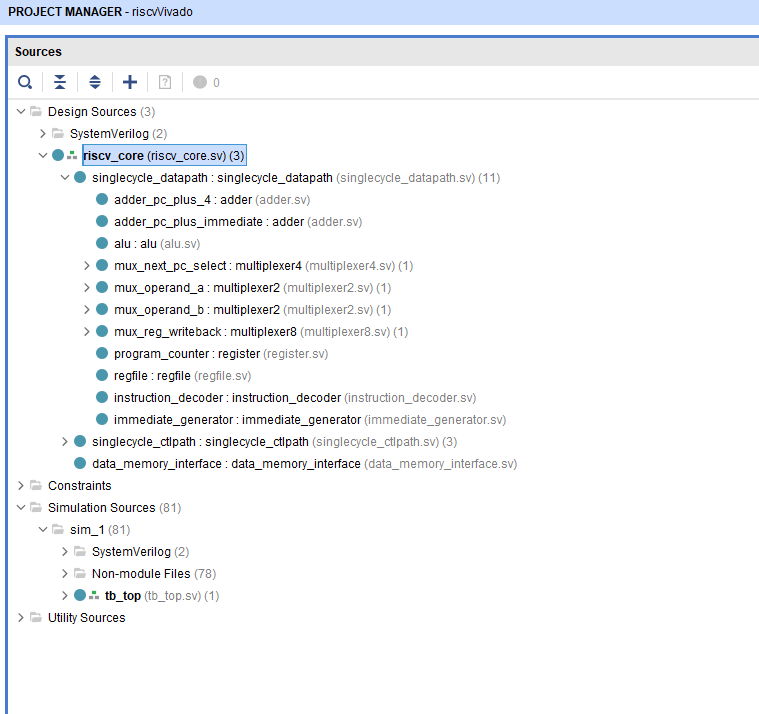 PROJECT MANAGER - riscvVivado
Sources
0
Design Sources (3)
SystemVerilog (2)
riscv_core (riscv_core.sv) (3)
singlecycle_datapath : singlecycle_datapath (singlecycle_datapath.sv) (11)
adder_pc_plus_4 : adder (adder.sv)
adder_pc_plus_immediate : adder (adder.sv)
alu : alu (alu.sv)
mux_next_pc_select : multiplexer4 (multiplexer4.sv) (1)
mux_operand_a : multiplexer2 (multiplexer2.sv) (1)
mux_operand_b : multiplexer2 (multiplexer2.sv) (1)
mux_reg_writeback : multiplexer8 (multiplexer8.sv) (1)
program_counter : register (register.sv)
regfile : regfile (regfile.sv)
instruction_decoder : instruction_decoder (instruction_decoder.sv)
immediate_generator : immediate_generator (immediate_generator.sv)
singlecycle_ctlpath : singlecycle_ctlpath (singlecycle_ctlpath.sv) (3)
data_memory_interface : data_memory_interface (data_memory_interface.sv)
Constraints
Simulation Sources (81)
sim_1 (81)
SystemVerilog (2)
Non-module Files (78)
tb_top (tb_top.sv) (1)
Utility Sources